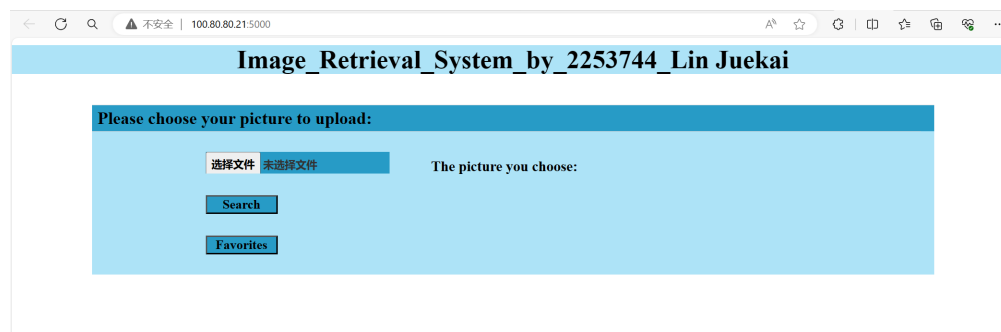 不安全 | 100.80.80.21:5000
Image_Retrieval_System_by_2253744_Lin Juekai
Please choose your picture to upload:
选择文件 未选择文件 The picture you choose:
Search
Favorites